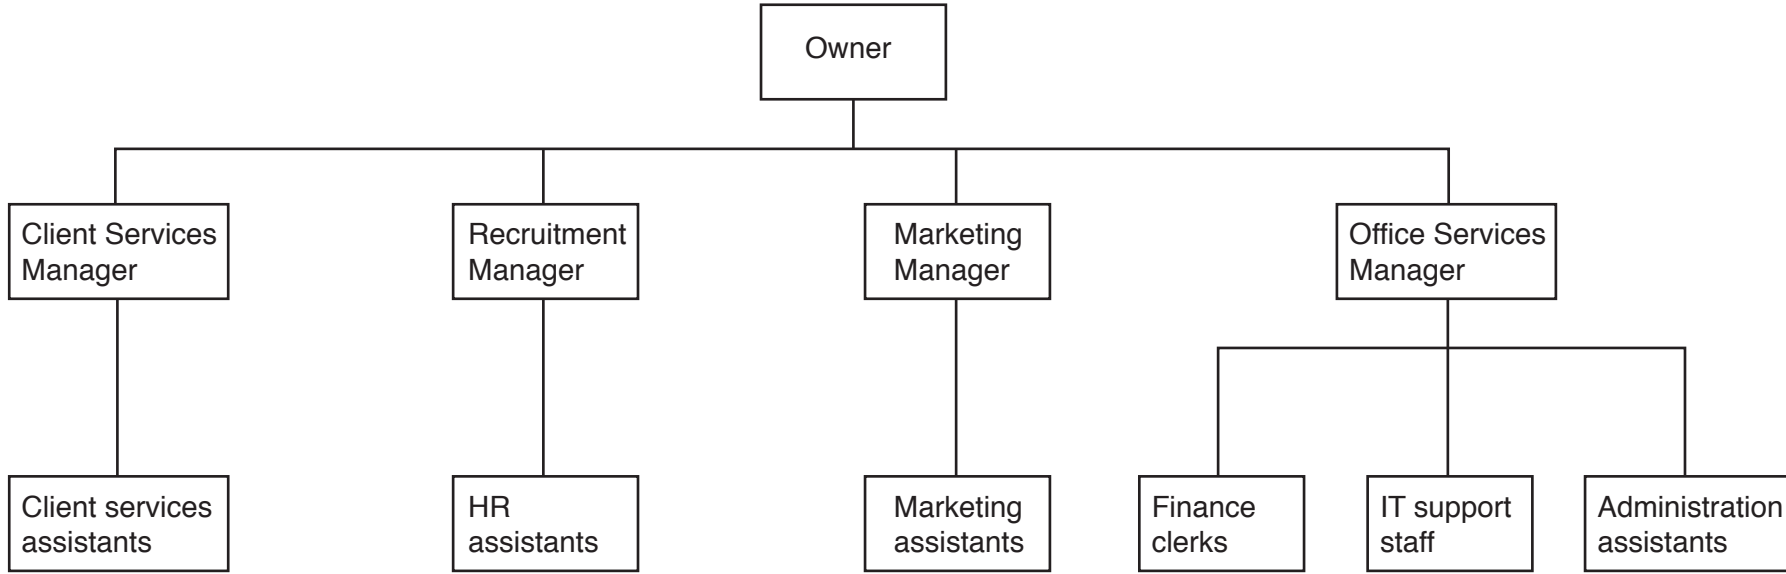 Owner
Client Services
Manager
Recruitment
Manager
Marketing
Manager
Office Services
Manager
Client services
assistants
HR
assistants
Marketing
assistants
Finance
clerks
IT support
staff
Administration
assistants